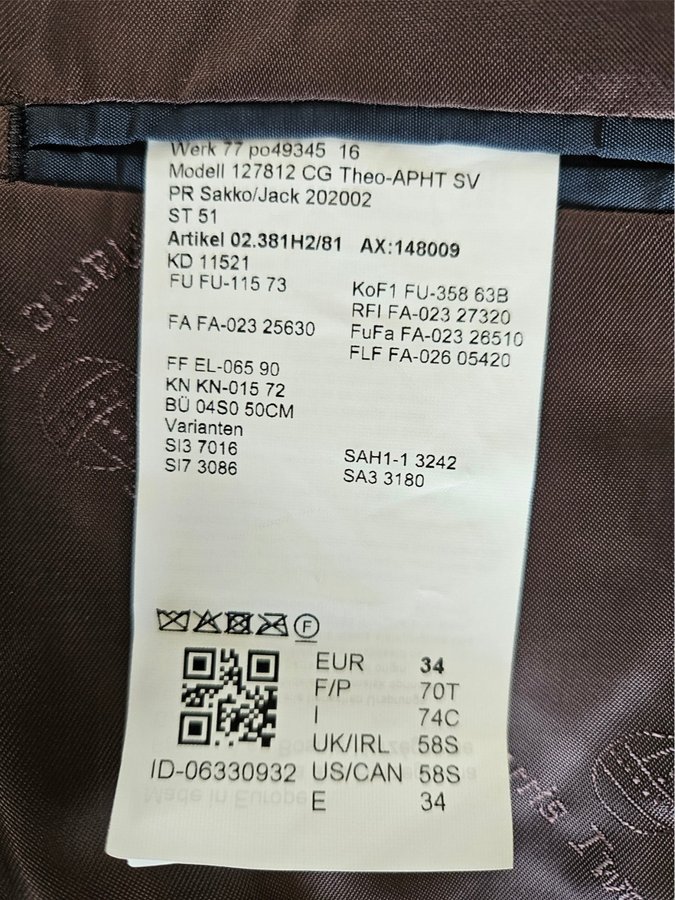 Werk 77 po49345 16
Modell 127812 CG Theo-APHT SV
PR Sakko/Jack 202002
ST 51
Artikel 02.381H2/81 AX:148009
KD 11521
FU FU-115 73
KoF1 FU-358 63B
RFI FA-023 27320
FA FA-023 25630
FuFa FA-023 26510
FLF FA-026 05420
FF EL-065 90
KN KN-015 72
BÜ 04S0 50CM
Varianten
SI3 7016
SAH1-1 3242
SI7 3086
SA3 3180
F
EUR 34
F/P 70T
I 74C
UK/IRL 58S
ID-06330932 US/CAN 58S
E 34
Made in Europe